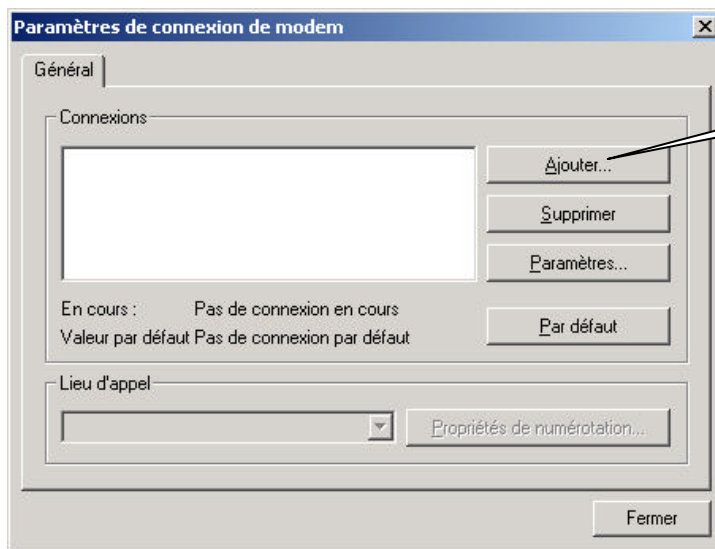 Paramètres de connexion de modem
Général
Connexions
Ajouter...
Supprimer
Paramètres...
En cours : Pas de connexion en cours
Valeur par défaut Pas de connexion par défaut
Par défaut
Lieu d'appel
Propriétés de numérotation...
Fermer